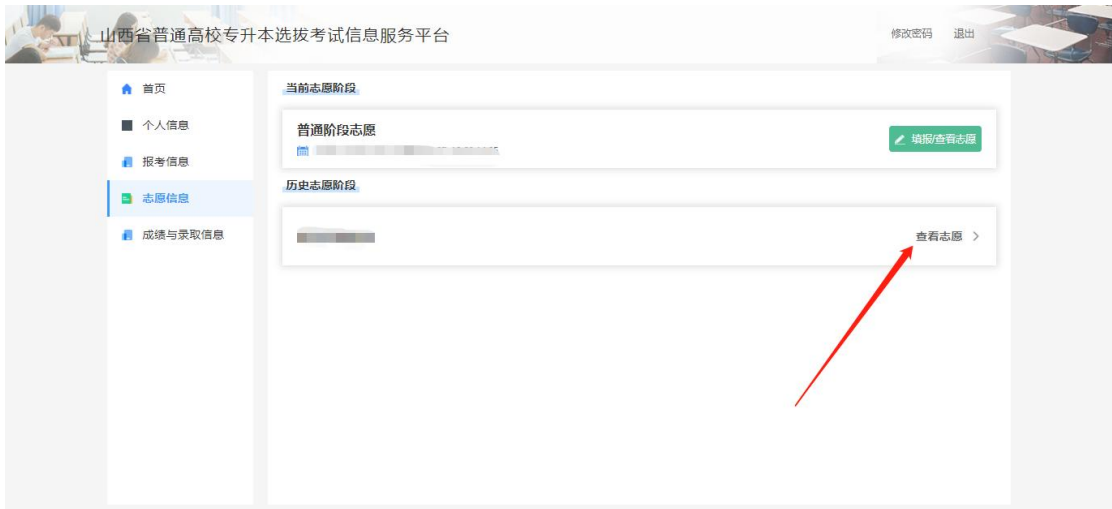 山西省普通高校专升本选拔考试信息服务平台
修改密码 退出
首页
个人信息
报考信息
志愿信息
成绩与录取信息
当前志愿阶段
普通阶段志愿
填报/查看志愿
历史志愿阶段
查看志愿